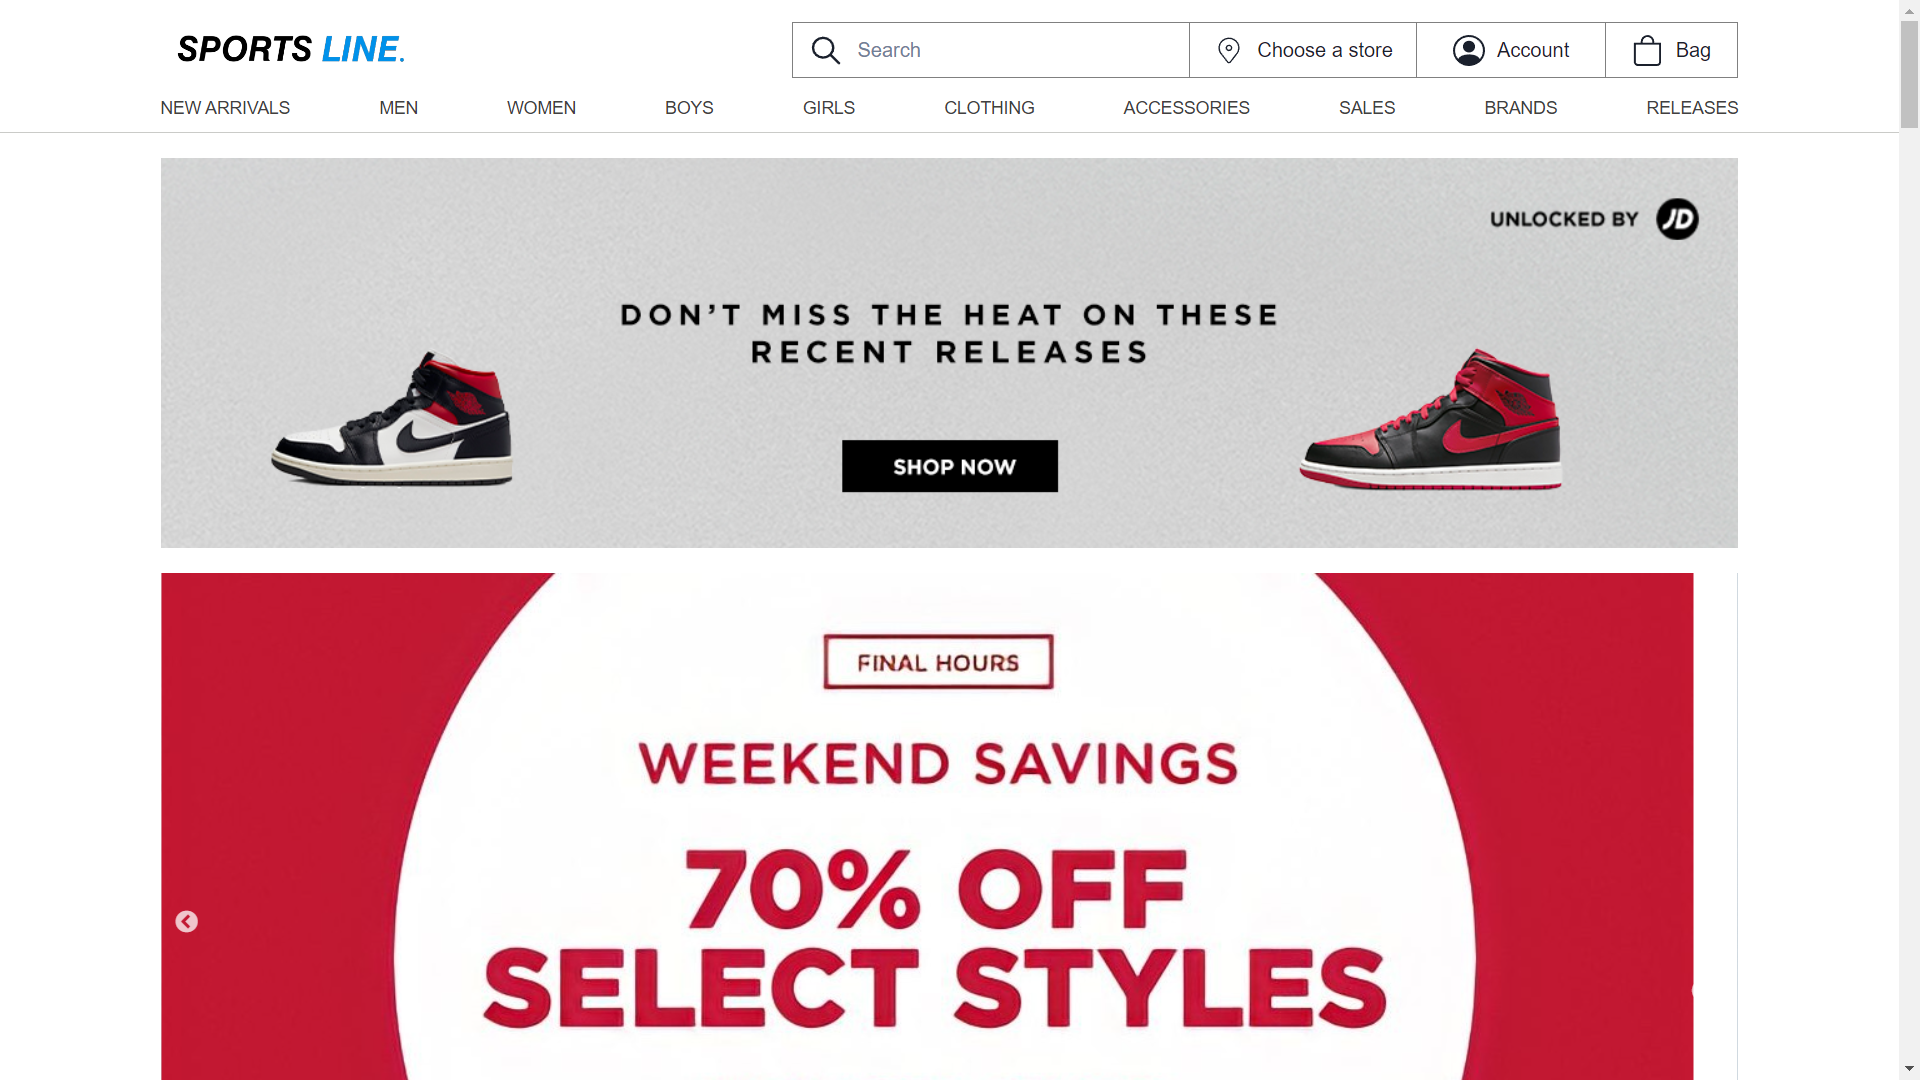 SPORTS LINE.
Search
Choose a store
Account
Bag
NEW ARRIVALS
MEN
WOMEN
BOYS
GIRLS
CLOTHING
ACCESSORIES
SALES
BRANDS
RELEASES
UNLOCKED BY JD
DON’T MISS THE HEAT ON THESE
RECENT RELEASES
SHOP NOW
FINAL HOURS
WEEKEND SAVINGS
70% OFF
SELECT STYLES